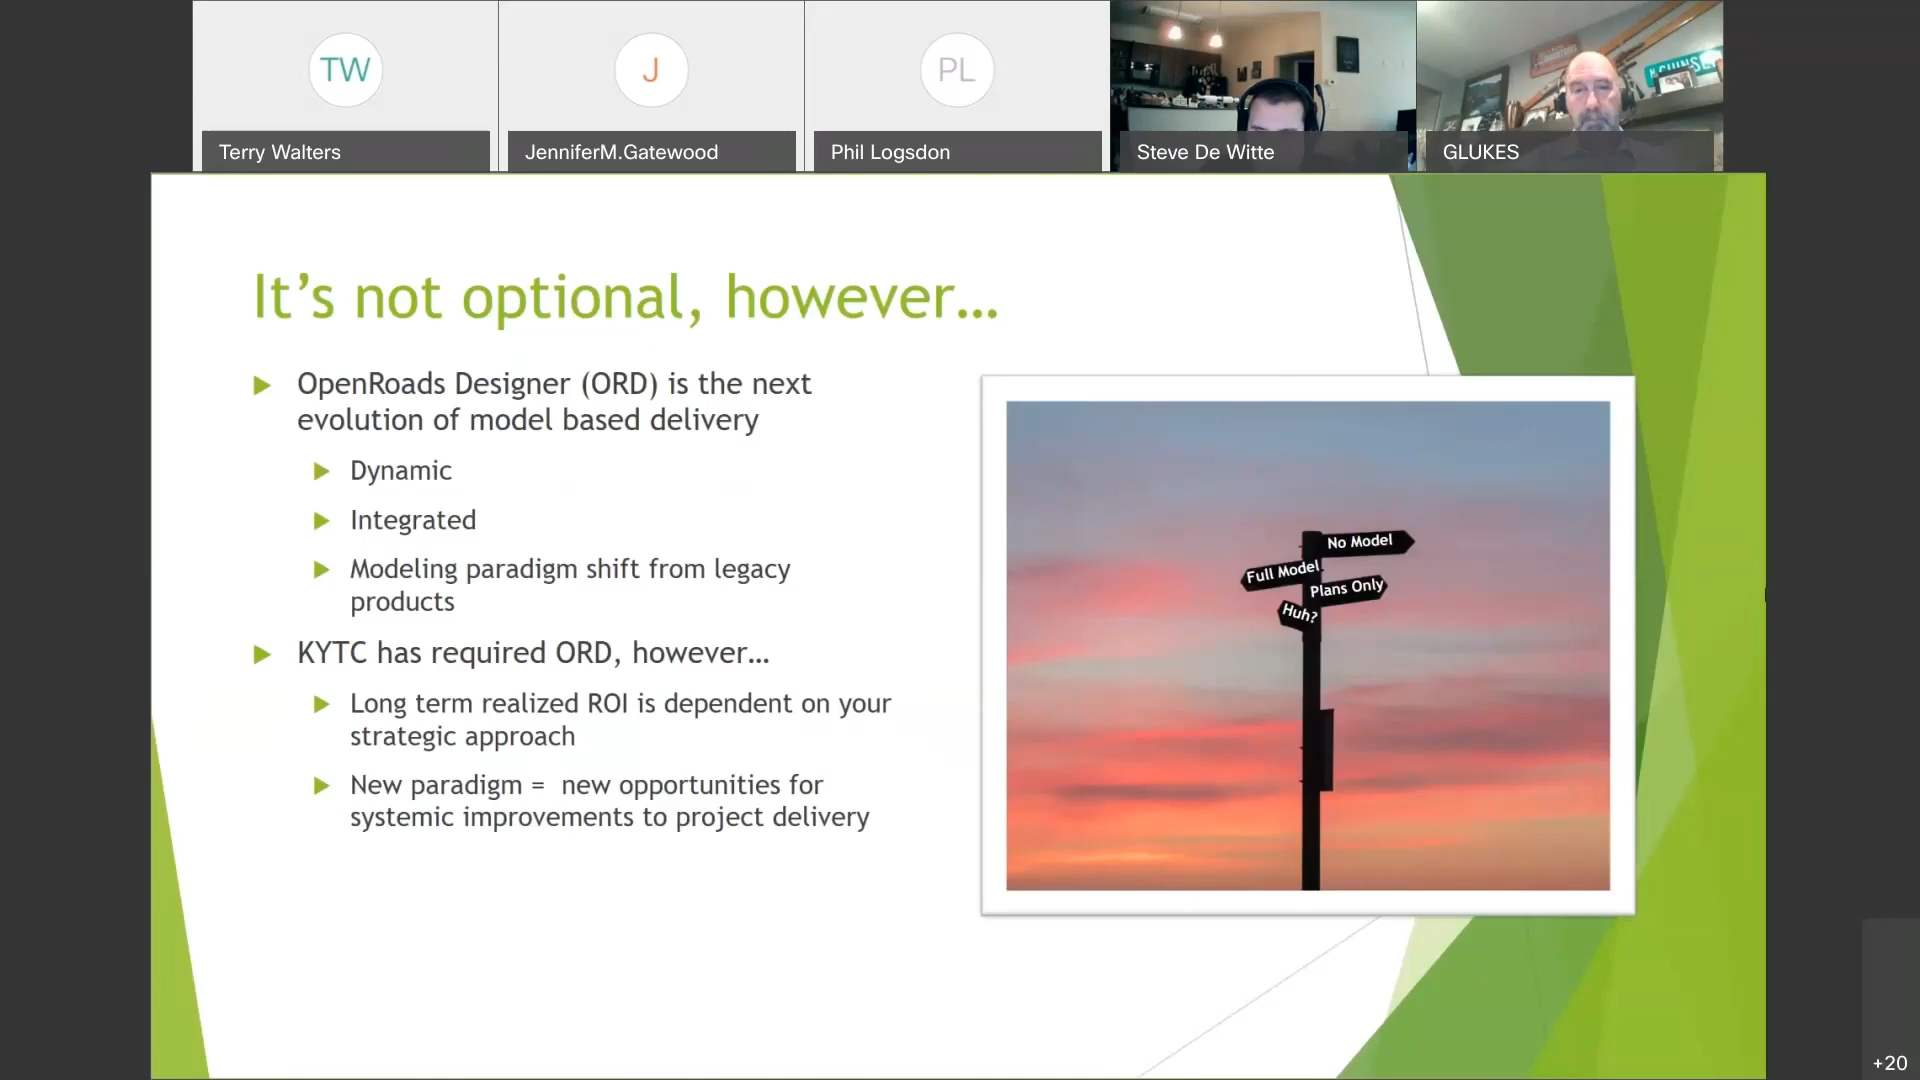 TW
J
PL
Terry Walters
JenniferM.Gatewood
Phil Logsdon
Steve De Witte
GLUKES
It’s not optional, however…
OpenRoads Designer (ORD) is the next
evolution of model based delivery
Dynamic
Integrated
Modeling paradigm shift from legacy
products
KYTC has required ORD, however…
Long term realized ROI is dependent on your
strategic approach
New paradigm = new opportunities for
systemic improvements to project delivery
No Model
Full Model
Plans Only
Huh?
+20